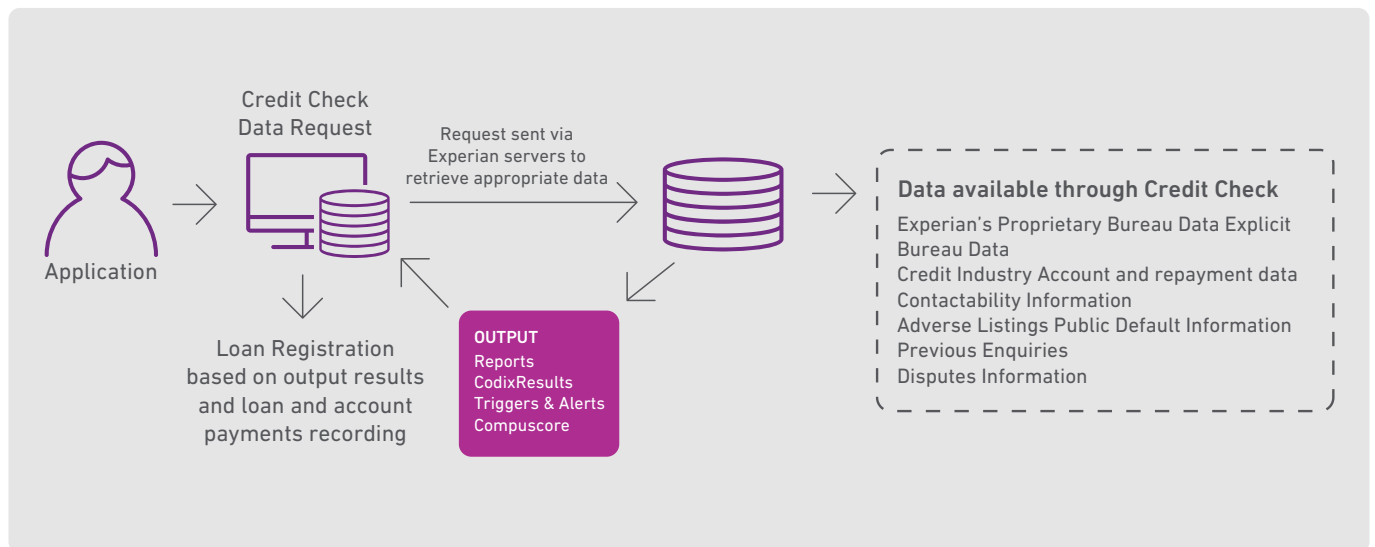 Credit Check
Data Request
Request sent via
Experian servers to
retrieve appropriate data
Application
Loan Registration
based on output results
and loan and account
payments recording
OUTPUT
Reports
CodixResults
Triggers & Alerts
Compuscore
Data available through Credit Check
Experian's Proprietary Bureau Data Explicit
Bureau Data
Credit Industry Account and repayment data
Contactability Information
Adverse Listings Public Default Information
Previous Enquiries
Disputes Information